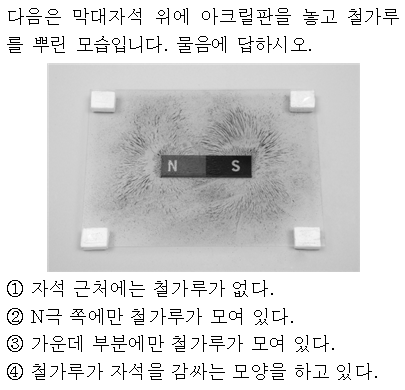 다음은 막대자석 위에 아크릴판을 놓고 철가루
를 뿌린 모습입니다. 물음에 답하시오.
N S
① 자석 근처에는 철가루가 없다.
② N극 쪽에만 철가루가 모여 있다.
③ 가운데 부분에만 철가루가 모여 있다.
④ 철가루가 자석을 감싸는 모양을 하고 있다.